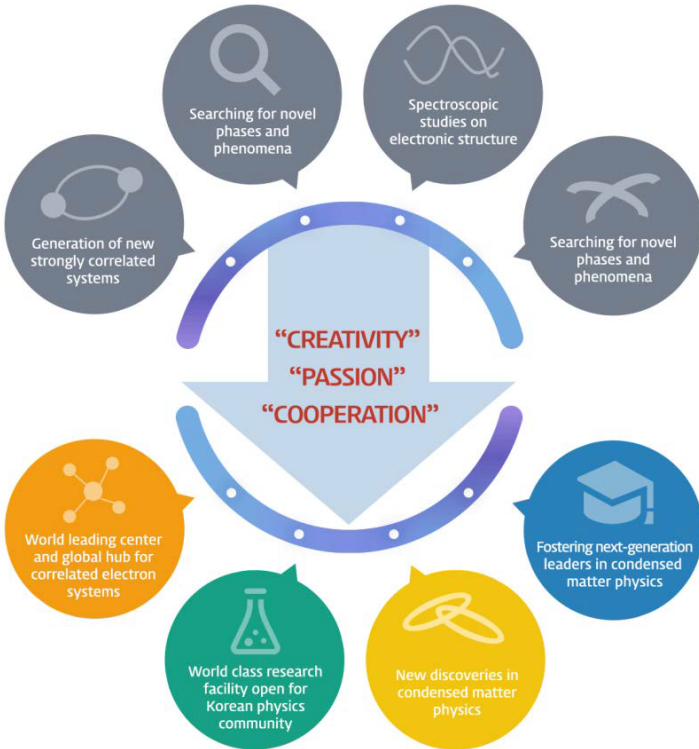 Searching for novel
phases and
phenomena
Spectroscopic
studies on
electronic structure
Generation of new
strongly correlated
systems
Searching for novel
phases and
phenomena
“CREATIVITY”
“PASSION”
“COOPERATION”
World leading center
and global hub for
correlated electron
systems
Fostering next-generation
leaders in condensed
matter physics
World class research
facility open for
Korean physics
community
New discoveries in
condensed matter
physics